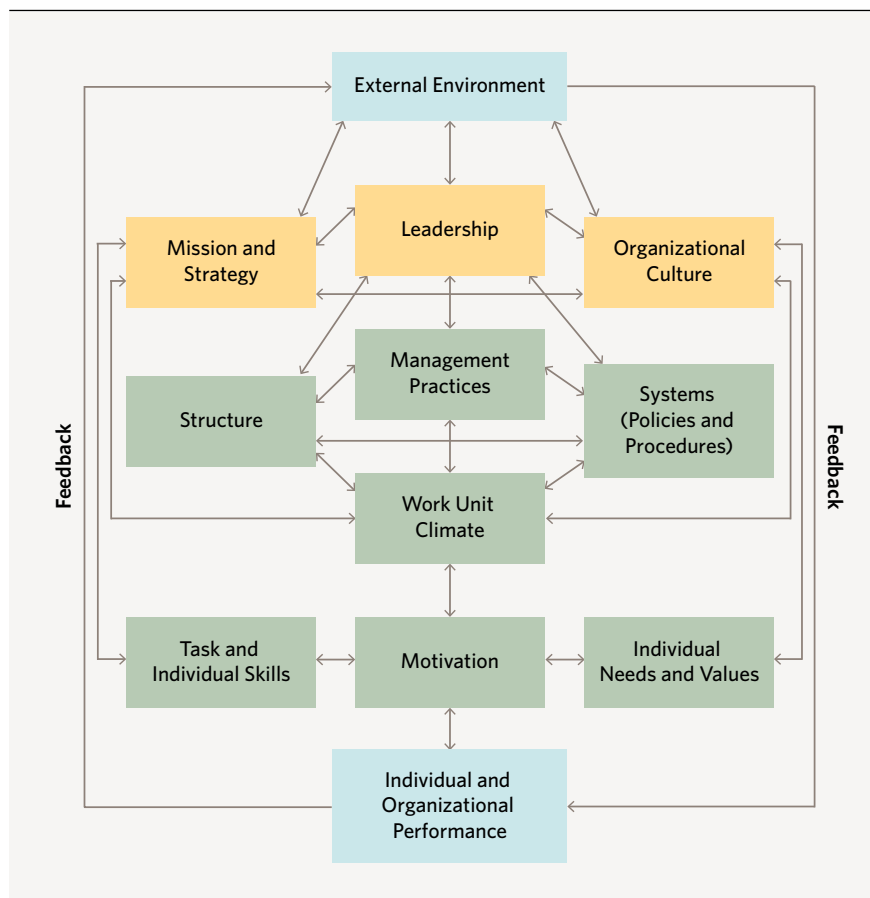 External Environment
Leadership
Mission and
Strategy
Organizational
Culture
Management
Practices
Structure
Systems
(Policies and
Procedures)
Work Unit
Climate
Feedback
Feedback
Task and
Individual Skills
Motivation
Individual
Needs and Values
Individual and
Organizational
Performance